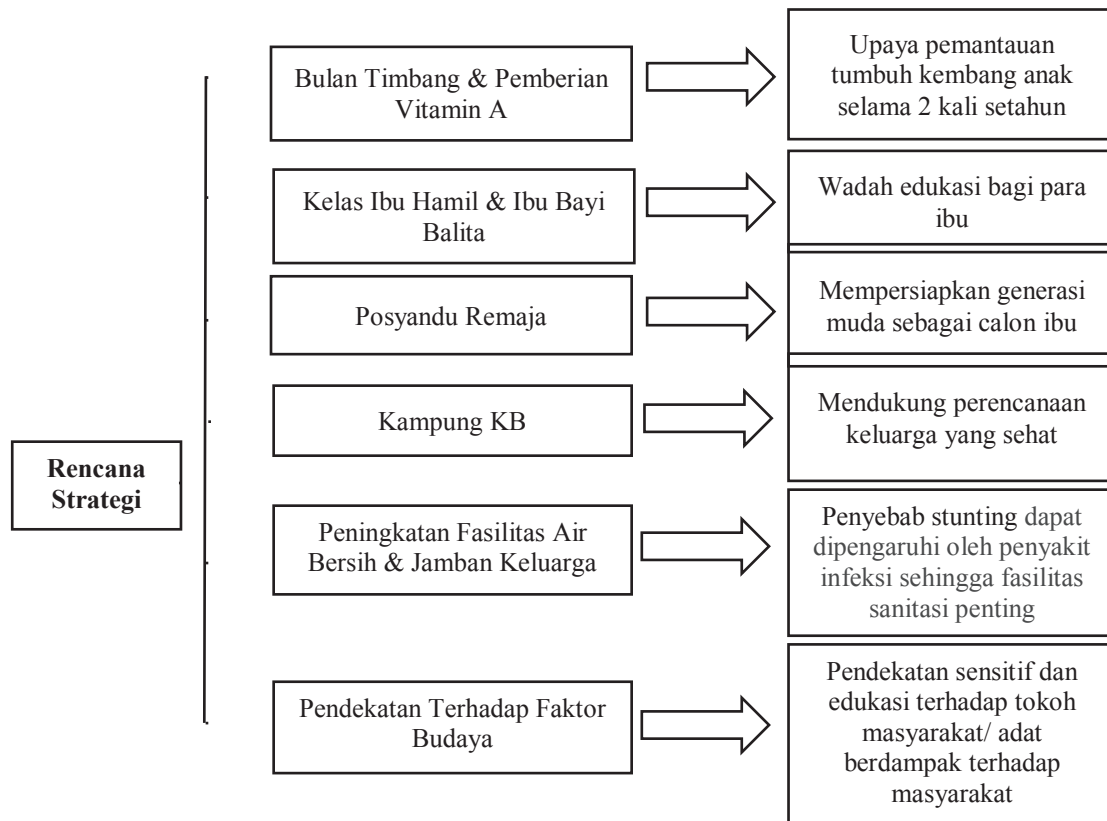 Rencana
Strategi
Bulan Timbang & Pemberian
Vitamin A
Upaya pemantauan
tumbuh kembang anak
selama 2 kali setahun
Kelas Ibu Hamil & Ibu Bayi
Balita
Wadah edukasi bagi para
ibu
Posyandu Remaja
Mempersiapkan generasi
muda sebagai calon ibu
Kampung KB
Mendukung perencanaan
keluarga yang sehat
Peningkatan Fasilitas Air
Bersih & Jamban Keluarga
Penyebab stunting dapat
dipengaruhi oleh penyakit
infeksi sehingga fasilitas
sanitasi penting
Pendekatan Terhadap Faktor
Budaya
Pendekatan sensitif dan
edukasi terhadap tokoh
masyarakat/ adat
berdampak terhadap
masyarakat